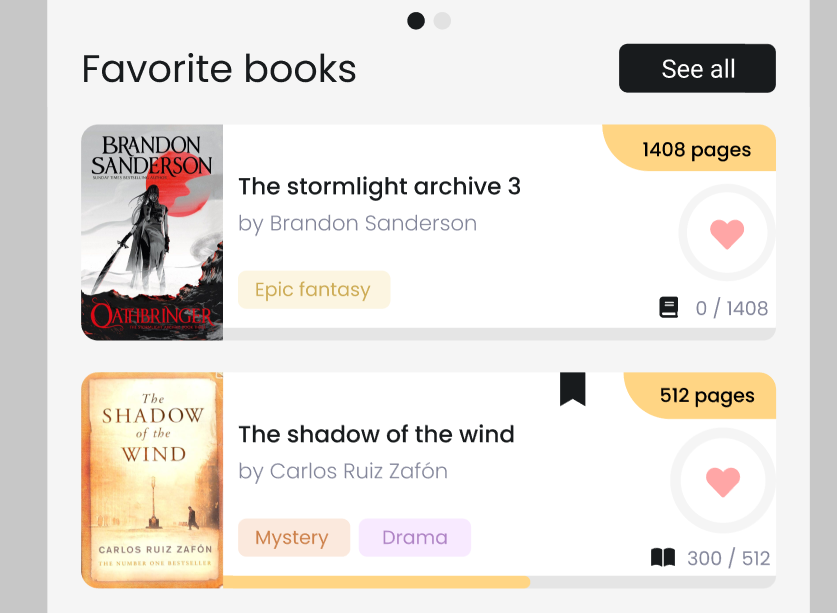 Favorite books
See all
BRANDON
SANDERSON
1408 pages
The stormlight archive 3
by Brandon Sanderson
Epic fantasy
OATHBRINGER
0 / 1408
512 pages
The
SHADOW
of the
WIND
CARLOS RUIZ ZAFÓN
THE NUMBER ONE BESTSELLER
The shadow of the wind
by Carlos Ruiz Zafón
Mystery
Drama
300 / 512